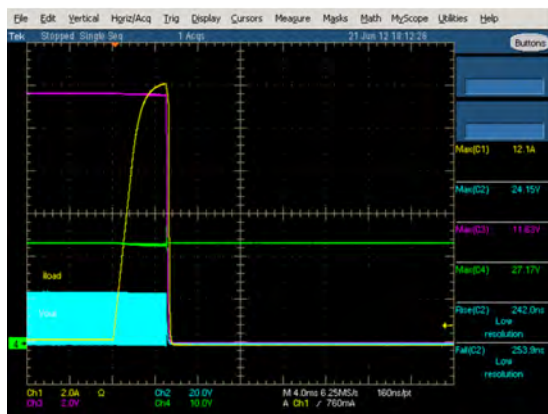 File Edit Vertical Horiz/Acq Trig Display Cursors Measure Masks Math MyScope Utilities Help
Tek Stopped Single Seq 1 Acqs 21 Jun 12 18:12:26
Buttons
Max(C1) 12.1A
Max(C2) 24.15V
Max(C3) 11.63V
Max(C4) 27.17V
Iload
Rise(C2) 242.0ns
Low
resolution
Fall(C2) 253.9ns
Low
resolution
4
Ch1 2.0A Ω Ch2 20.0V M 4.0ms 6.25MS/s 160ns/pt
Ch3 2.0V Ch4 10.0V A Ch1 / 760mA